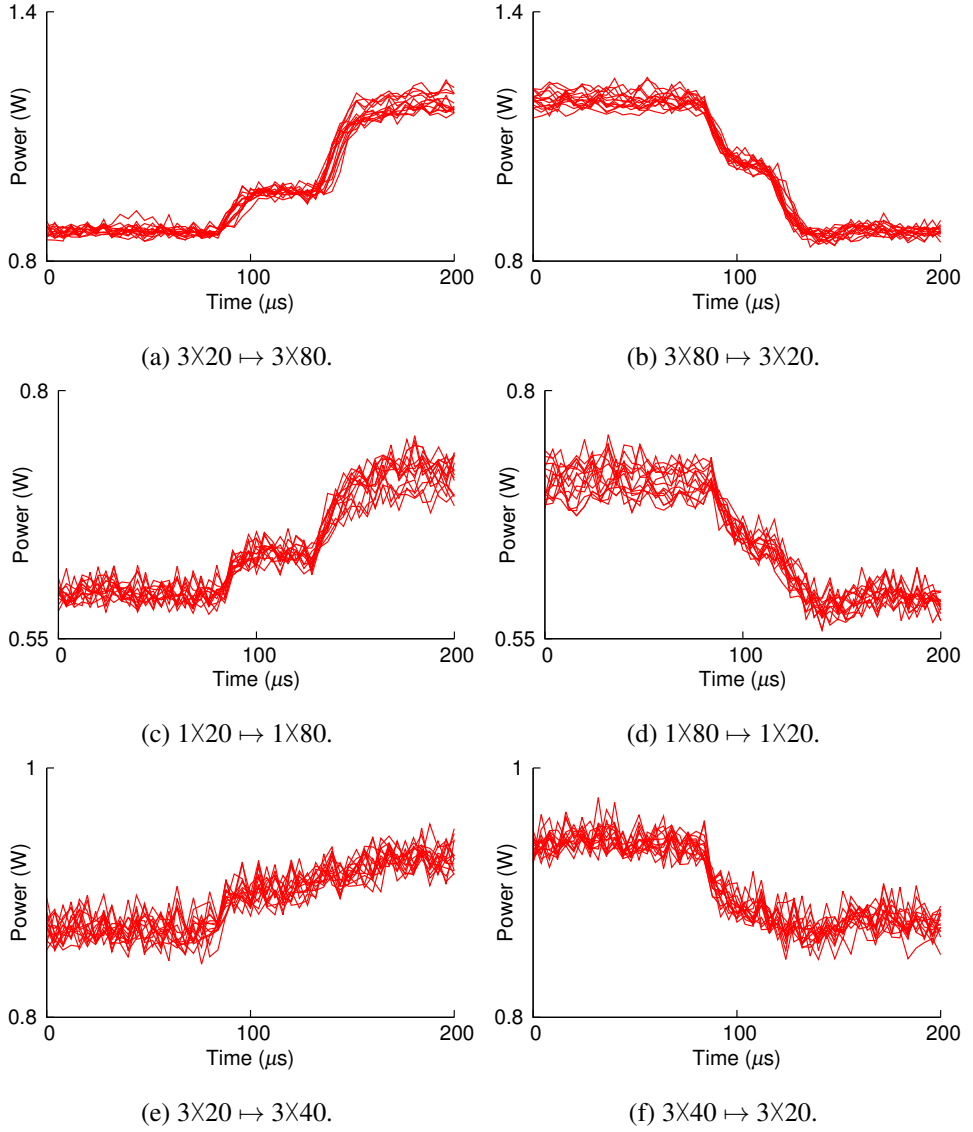 1.4
Power (W)
0.8
0 100 200
Time (μs)
(a) 3X20 ↦ 3X80.
1.4
Power (W)
0.8
0 100 200
Time (μs)
(b) 3X80 ↦ 3X20.
0.8
Power (W)
0.55
0 100 200
Time (μs)
(c) 1X20 ↦ 1X80.
0.8
Power (W)
0.55
0 100 200
Time (μs)
(d) 1X80 ↦ 1X20.
1
Power (W)
0.8
0 100 200
Time (μs)
(e) 3X20 ↦ 3X40.
1
Power (W)
0.8
0 100 200
Time (μs)
(f) 3X40 ↦ 3X20.